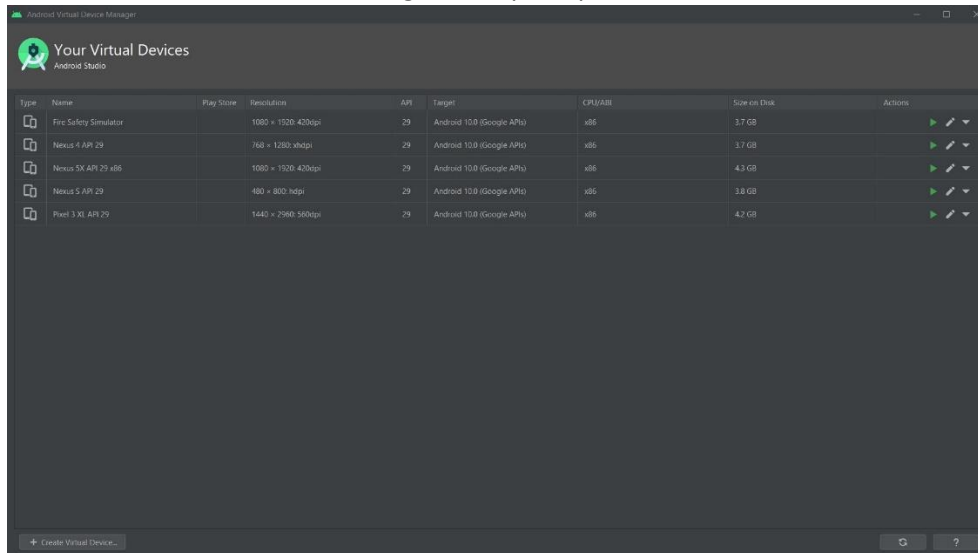 Android Virtual Device Manager
Your Virtual Devices
Android Studio
Type Name Play Store Resolution API Target CPU/ABI Size on Disk Actions
Fire Safety Simulator 1080 × 1920: 420dpi 29 Android 10.0 (Google APIs) x86 3.7 GB
Nexus 4 API 29 768 × 1280: xhdpi 29 Android 10.0 (Google APIs) x86 3.7 GB
Nexus 5X API 29 x86 1080 × 1920: 420dpi 29 Android 10.0 (Google APIs) x86 4.3 GB
Nexus S API 29 480 × 800: hdpi 29 Android 10.0 (Google APIs) x86 3.8 GB
Pixel 3 XL API 29 1440 × 2960: 560dpi 29 Android 10.0 (Google APIs) x86 4.2 GB
+ Create Virtual Device... ?